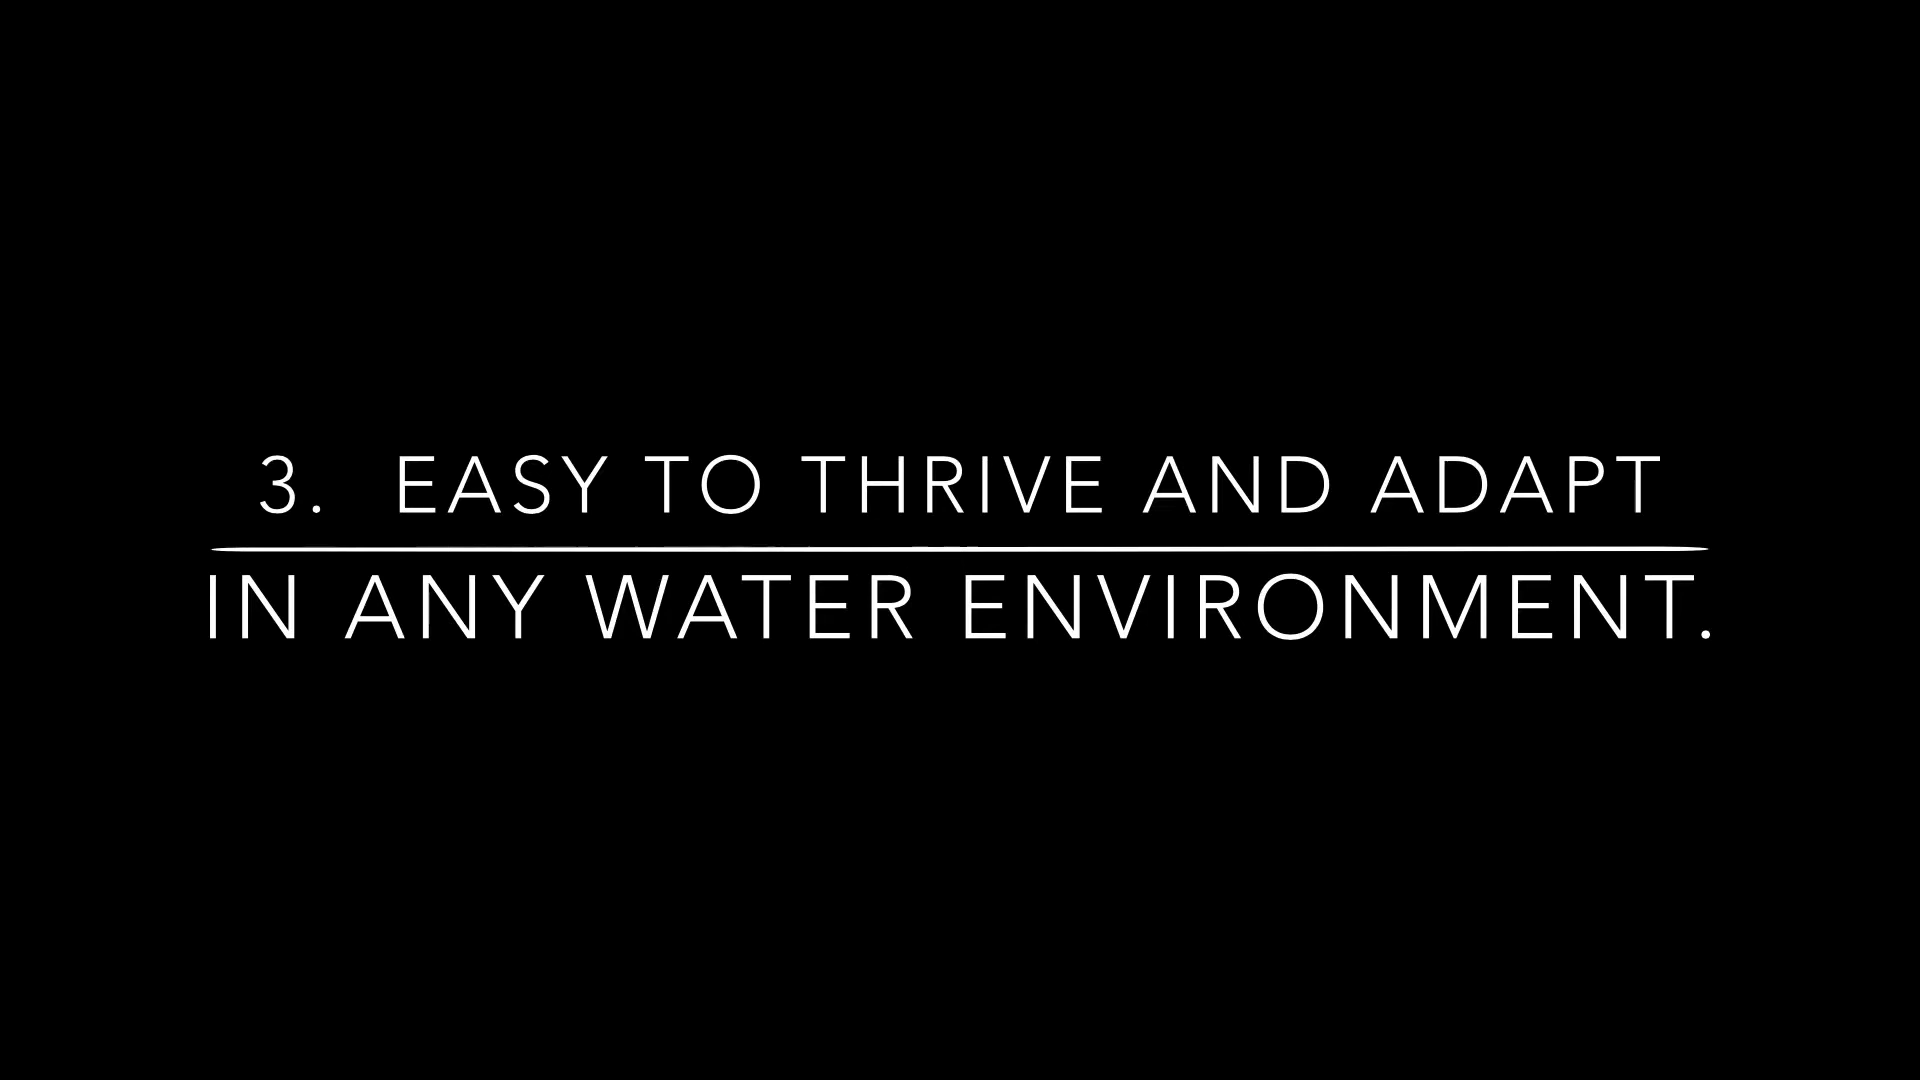 3. EASY TO THRIVE AND ADAPT
IN ANY WATER ENVIRONMENT.